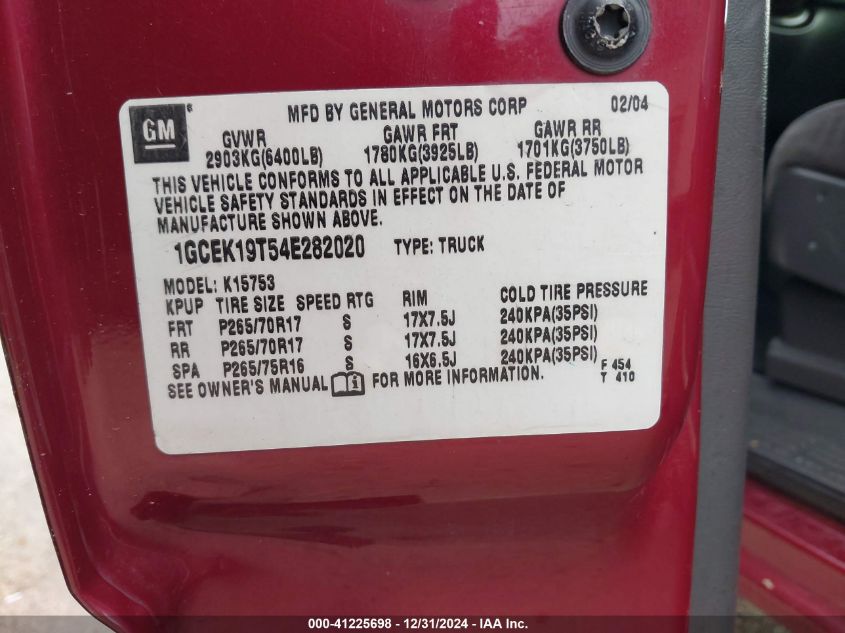 GM ® MFD BY GENERAL MOTORS CORP 02/04
GVWR GAWR FRT GAWR RR
2903KG(6400LB) 1780KG(3925LB) 1701KG(3750LB)
THIS VEHICLE CONFORMS TO ALL APPLICABLE U.S. FEDERAL MOTOR
VEHICLE SAFETY STANDARDS IN EFFECT ON THE DATE OF
MANUFACTURE SHOWN ABOVE.
1GCEK19T54E282020 TYPE: TRUCK
MODEL: K15753
KPUP TIRE SIZE SPEED RTG RIM COLD TIRE PRESSURE
FRT P265/70R17 S 17X7.5J 240KPA(35PSI)
RR P265/70R17 S 17X7.5J 240KPA(35PSI)
SPA P265/75R16 S 16X6.5J 240KPA(35PSI)
SEE OWNER'S MANUAL i FOR MORE INFORMATION.
F 454
T 410
000-41225698 - 12/31/2024 - IAA Inc.